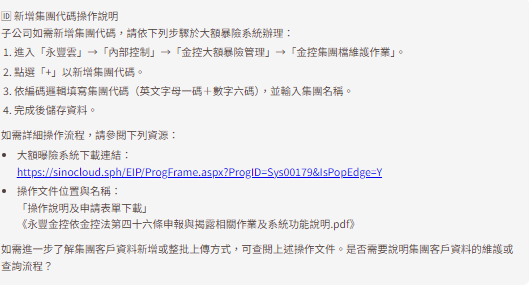 🆔 新增集團代碼操作說明
子公司如需新增集團代碼，請依下列步驟於大額暴險系統辦理：
1. 進入「永豐雲」→「內部控制」→「金控大額暴險管理」→「金控集團檔維護作業」。
2. 點選「+」以新增集團代碼。
3. 依編碼邏輯填寫集團代碼（英文字母一碼＋數字六碼），並輸入集團名稱。
4. 完成後儲存資料。
如需詳細操作流程，請參閱下列資源：
• 大額曝險系統下載連結：
https://sinocloud.sph/EIP/ProgFrame.aspx?ProgID=Sys00179&IsPopEdge=Y
• 操作文件位置與名稱：
「操作說明及申請表單下載」
《永豐金控依金控法第四十六條申報與揭露相關作業及系統功能說明.pdf》
如需進一步了解集團客戶資料新增或整批上傳方式，可查閱上述操作文件。是否需要說明集團客戶資料的維護或
查詢流程？